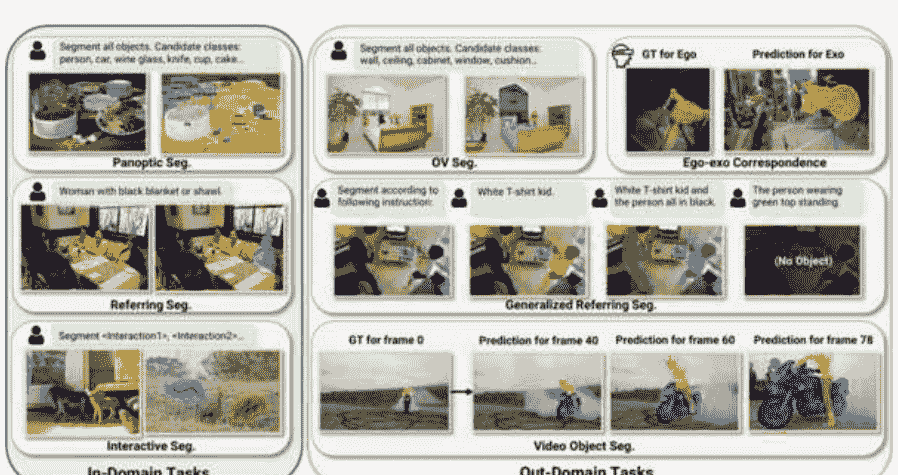 Segment all objects. Candidate classes:
person, car, wine glass, knife, cup, cake...
Panoptic Seg.
Woman with black blanket or shawl.
Referring Seg.
Segment <Interaction1>, <Interaction2>...
Interactive Seg.
In-Domain Tasks
Segment all objects. Candidate classes:
wall, ceiling, cabinet, window, cushion...
OV Seg.
GT for Ego
Prediction for Exo
Ego-exo Correspondence
Segment according to
following instruction:
White T-shirt kid.
White T-shirt kid and
the person all in black.
The person wearing
green top standing.
(No Object)
Generalized Referring Seg.
GT for frame 0
Prediction for frame 40
Prediction for frame 60
Prediction for frame 78
Video Object Seg.
Out-Domain Tasks